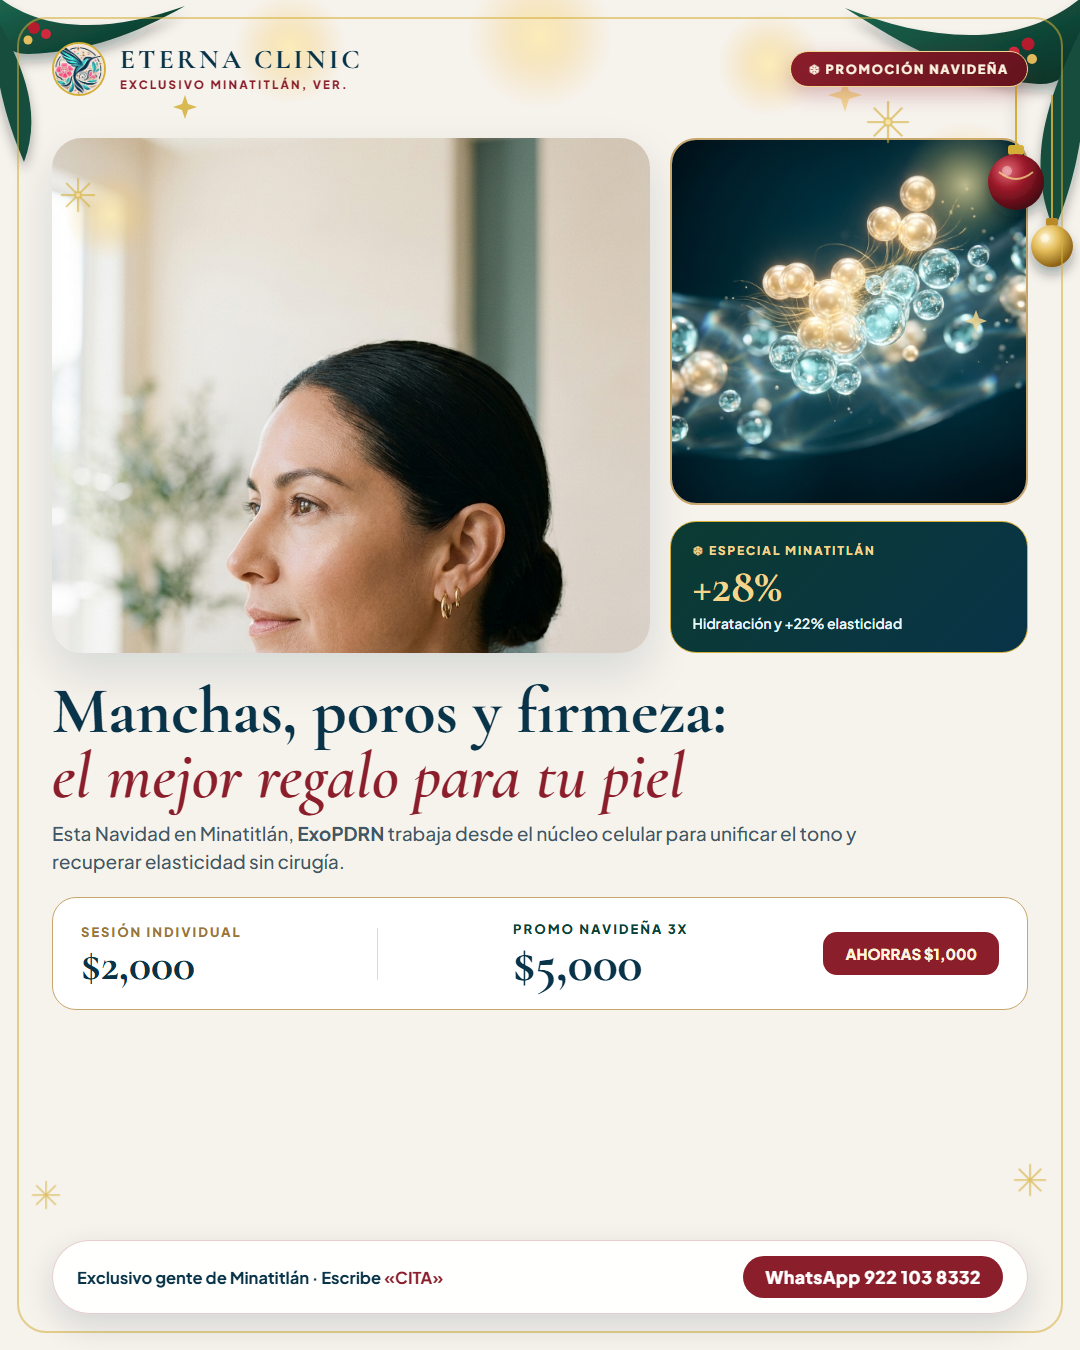 ETERNA CLINIC
EXCLUSIVO MINATITLÁN, VER.
❄ PROMOCIÓN NAVIDEÑA
❄ ESPECIAL MINATITLÁN
+28%
Hidratación y +22% elasticidad
Manchas, poros y firmeza:
el mejor regalo para tu piel
Esta Navidad en Minatitlán, ExoPDRN trabaja desde el núcleo celular para unificar el tono y
recuperar elasticidad sin cirugía.
SESIÓN INDIVIDUAL
$2,000
PROMO NAVIDEÑA 3X
$5,000
AHORRAS $1,000
Exclusivo gente de Minatitlán · Escribe «CITA»
WhatsApp 922 103 8332